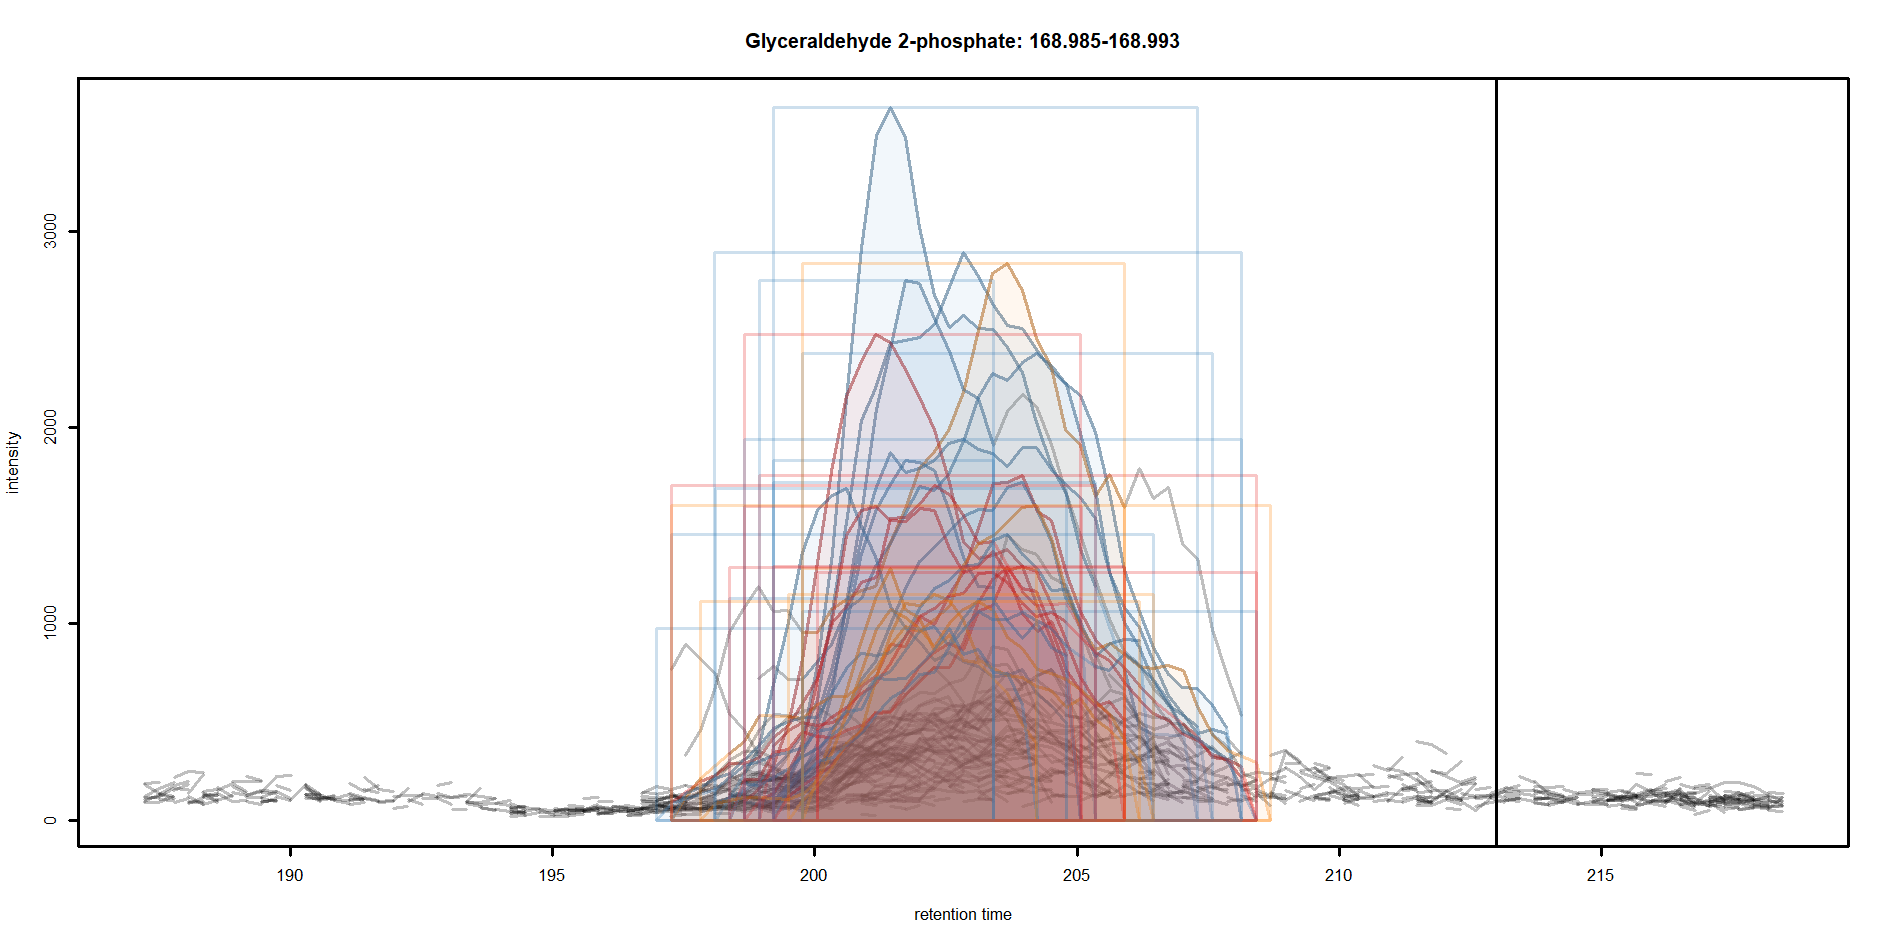 Glyceraldehyde 2-phosphate: 168.985-168.993
intensity
3000
2000
1000
0
190 195 200 205 210 215
retention time